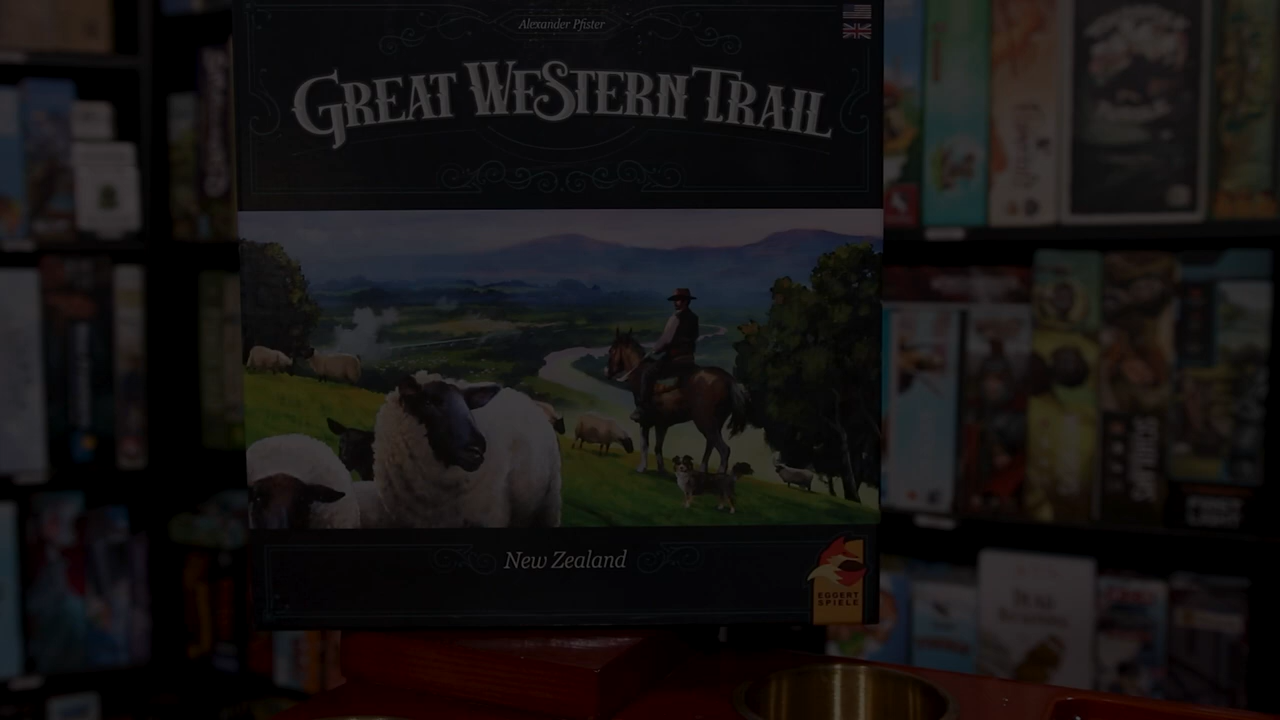 Alexander Pfister
GREAT WESTERN TRAIL
New Zealand
EGGERT
SPIELE